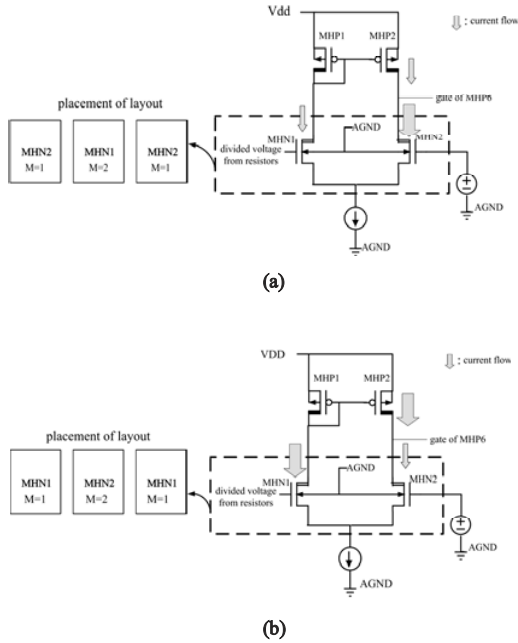 Vdd
MHP1
MHP2
: current flow
placement of layout
gate of MHP6
MHN2
M=1
MHN1
M=2
MHN2
M=1
divided voltage
from resistors
MHN1
AGND
MHN2
AGND
AGND
(a)
VDD
MHP1
MHP2
: current flow
placement of layout
gate of MHP6
MHN1
M=1
MHN2
M=2
MHN1
M=1
divided voltage
from resistors
MHN1
AGND
MHN2
AGND
AGND
(b)